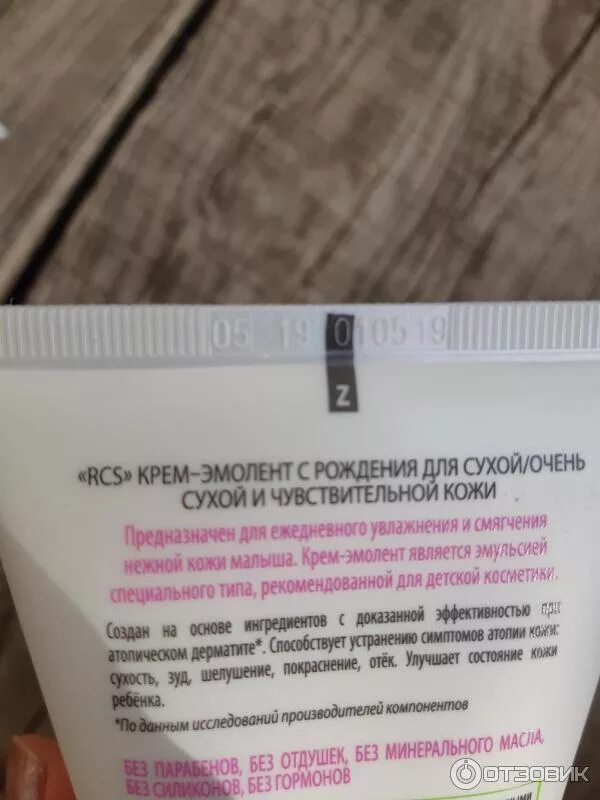 05 19 010519
Z
«RCS» КРЕМ–ЭМОЛЕНТ С РОЖДЕНИЯ ДЛЯ СУХОЙ/ОЧЕНЬ
СУХОЙ И ЧУВСТВИТЕЛЬНОЙ КОЖИ
Предназначен для ежедневного увлажнения и смягчения
нежной кожи малыша. Крем-эмолент является эмульсией
специального типа, рекомендованной для детской косметики.
Создан на основе ингредиентов с доказанной эффективностью при
атопическом дерматите*. Способствует устранению симптомов атопии кожи:
сухость, зуд, шелушение, покраснение, отёк. Улучшает состояние кожи
ребёнка.
*По данным исследований производителей компонентов
БЕЗ ПАРАБЕНОВ, БЕЗ ОТДУШЕК, БЕЗ МИНЕРАЛЬНОГО МАСЛА,
БЕЗ СИЛИКОНОВ, БЕЗ ГОРМОНОВ
ОТЗОВИК